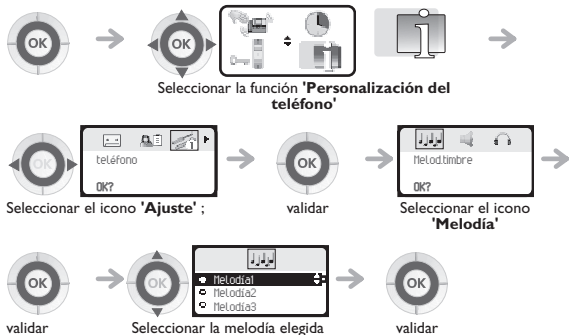 OK
OK
Seleccionar la función 'Personalización del
teléfono'
OK
teléfono
OK?
OK
Melod.timbre
OK?
Seleccionar el icono 'Ajuste' ;
validar
Seleccionar el icono
'Melodía'
OK
OK
Melodía1
Melodía2
Melodía3
OK
validar
Seleccionar la melodía elegida
validar